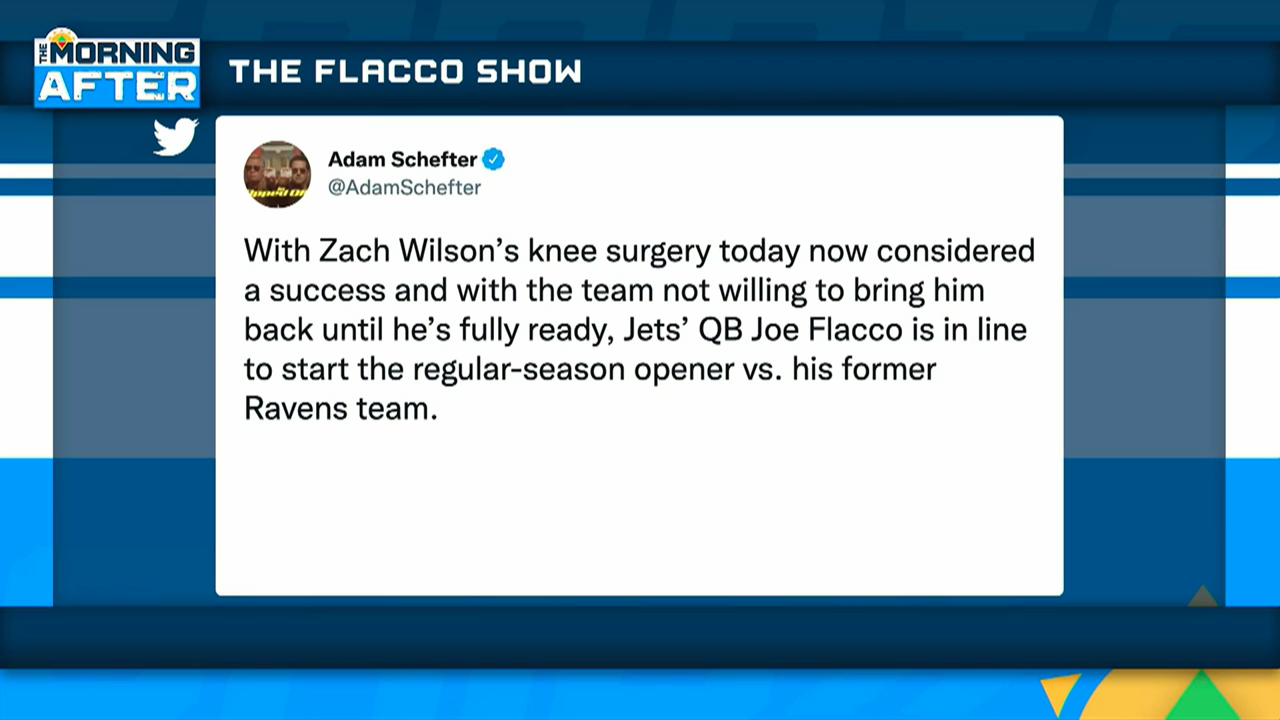 THE MORNING
AFTER
THE FLACCO SHOW
Adam Schefter
@AdamSchefter
With Zach Wilson’s knee surgery today now considered
a success and with the team not willing to bring him
back until he’s fully ready, Jets’ QB Joe Flacco is in line
to start the regular-season opener vs. his former
Ravens team.